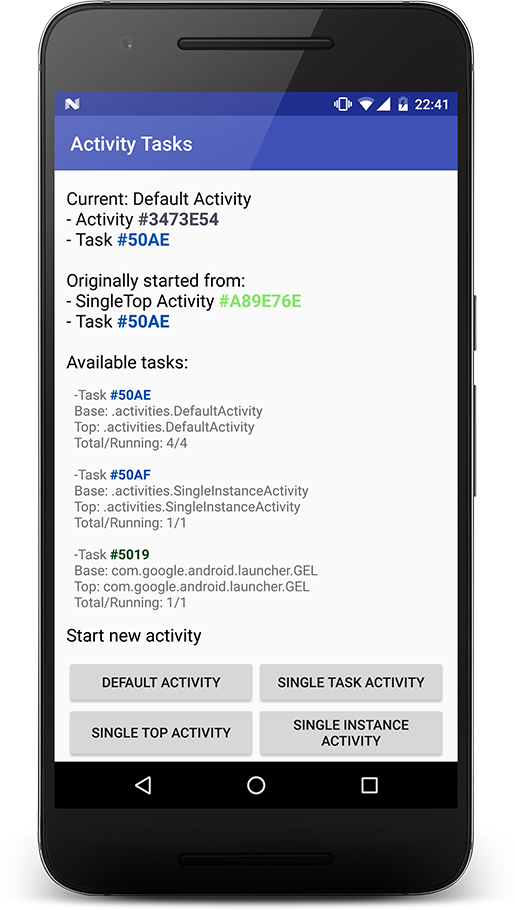 22:41
Activity Tasks
Current: Default Activity
- Activity #3473E54
- Task #50AE
Originally started from:
- SingleTop Activity #A89E76E
- Task #50AE
Available tasks:
-Task #50AE
Base: .activities.DefaultActivity
Top: .activities.DefaultActivity
Total/Running: 4/4
-Task #50AF
Base: .activities.SingleInstanceActivity
Top: .activities.SingleInstanceActivity
Total/Running: 1/1
-Task #5019
Base: com.google.android.launcher.GEL
Top: com.google.android.launcher.GEL
Total/Running: 1/1
Start new activity
DEFAULT ACTIVITY
SINGLE TASK ACTIVITY
SINGLE TOP ACTIVITY
SINGLE INSTANCE
ACTIVITY